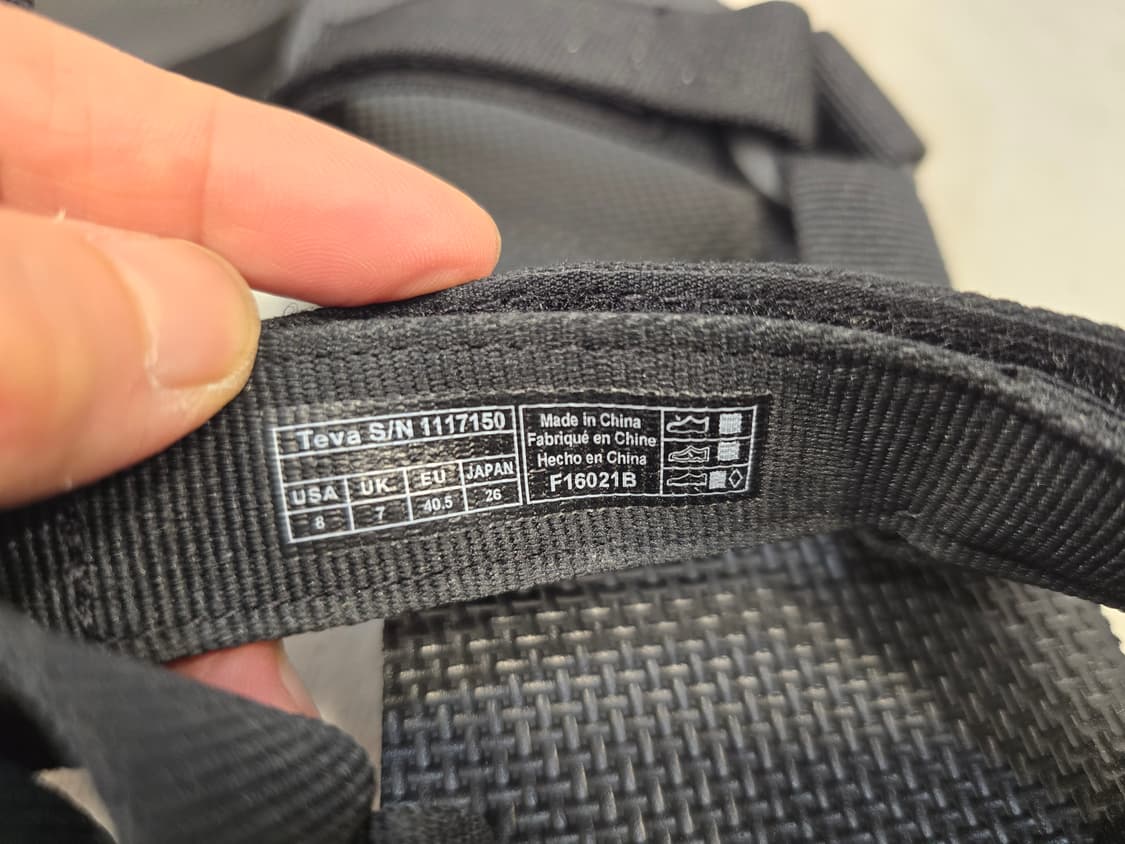 Teva S/N 1117150
USA UK EU JAPAN
8 7 40.5 26
Made in China
Fabriqué en Chine
Hecho en China
F16021B